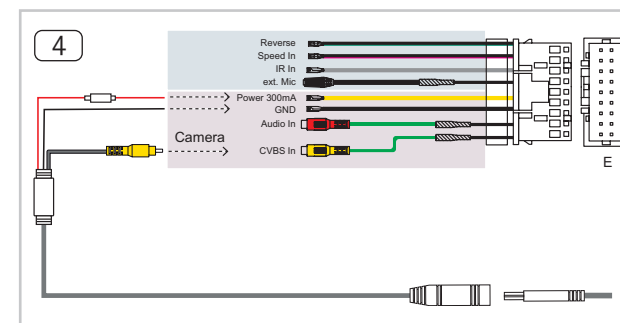 4
Reverse
Speed In
IR In
ext. Mic
Power 300mA
GND
Audio In
Camera
CVBS In
E